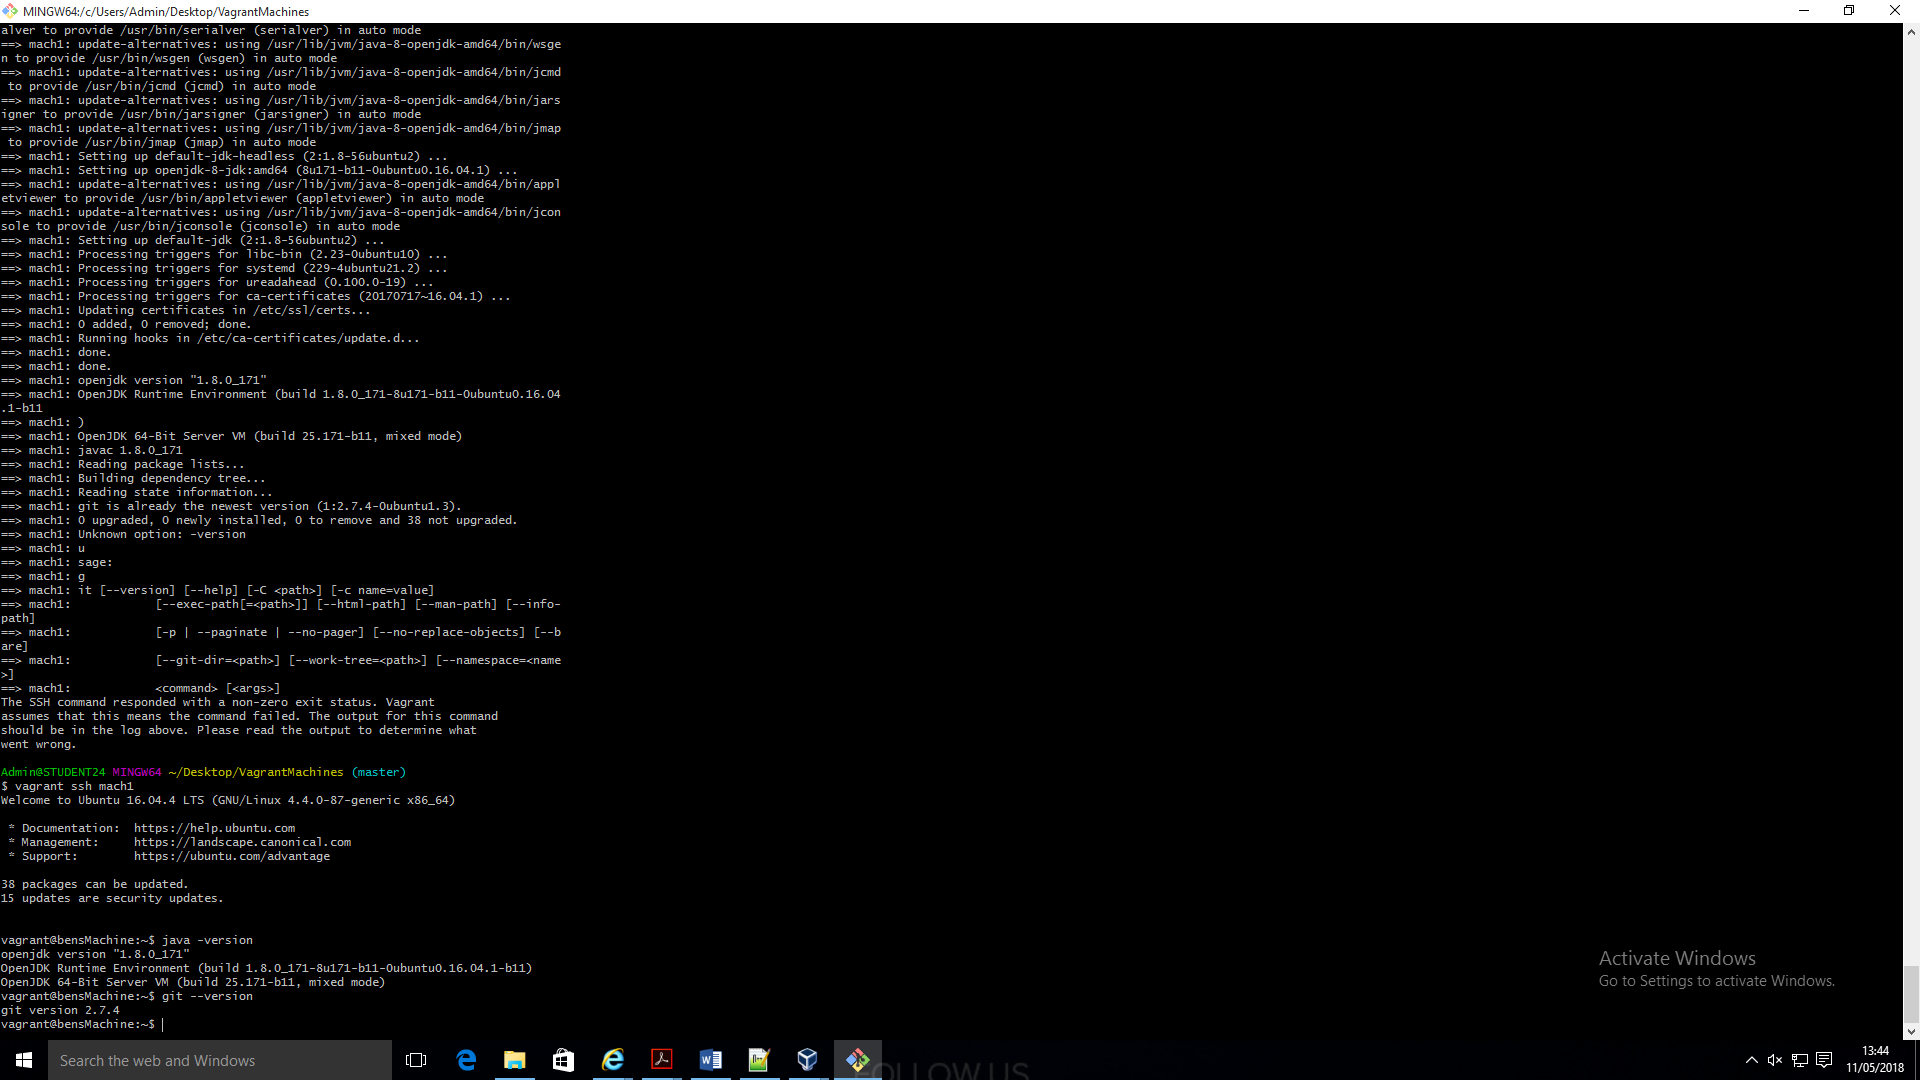 MINGW64:/c/Users/Admin/Desktop/VagrantMachines
alver to provide /usr/bin/serialver (serialver) in auto mode
==> mach1: update-alternatives: using /usr/lib/jvm/java-8-openjdk-amd64/bin/wsge
n to provide /usr/bin/wsgen (wsgen) in auto mode
==> mach1: update-alternatives: using /usr/lib/jvm/java-8-openjdk-amd64/bin/jcmd
 to provide /usr/bin/jcmd (jcmd) in auto mode
==> mach1: update-alternatives: using /usr/lib/jvm/java-8-openjdk-amd64/bin/jars
igner to provide /usr/bin/jarsigner (jarsigner) in auto mode
==> mach1: update-alternatives: using /usr/lib/jvm/java-8-openjdk-amd64/bin/jmap
 to provide /usr/bin/jmap (jmap) in auto mode
==> mach1: Setting up default-jdk-headless (2:1.8-56ubuntu2) ...
==> mach1: Setting up openjdk-8-jdk:amd64 (8u171-b11-0ubuntu0.16.04.1) ...
==> mach1: update-alternatives: using /usr/lib/jvm/java-8-openjdk-amd64/bin/appl
etviewer to provide /usr/bin/appletviewer (appletviewer) in auto mode
==> mach1: update-alternatives: using /usr/lib/jvm/java-8-openjdk-amd64/bin/jcon
sole to provide /usr/bin/jconsole (jconsole) in auto mode
==> mach1: Setting up default-jdk (2:1.8-56ubuntu2) ...
==> mach1: Processing triggers for libc-bin (2.23-0ubuntu10) ...
==> mach1: Processing triggers for systemd (229-4ubuntu21.2) ...
==> mach1: Processing triggers for ureadahead (0.100.0-19) ...
==> mach1: Processing triggers for ca-certificates (20170717~16.04.1) ...
==> mach1: Updating certificates in /etc/ssl/certs...
==> mach1: 0 added, 0 removed; done.
==> mach1: Running hooks in /etc/ca-certificates/update.d...
==> mach1: done.
==> mach1: done.
==> mach1: openjdk version "1.8.0_171"
==> mach1: OpenJDK Runtime Environment (build 1.8.0_171-8u171-b11-0ubuntu0.16.04
.1-b11
==> mach1: )
==> mach1: OpenJDK 64-Bit Server VM (build 25.171-b11, mixed mode)
==> mach1: javac 1.8.0_171
==> mach1: Reading package lists...
==> mach1: Building dependency tree...
==> mach1: Reading state information...
==> mach1: git is already the newest version (1:2.7.4-0ubuntu1.3).
==> mach1: 0 upgraded, 0 newly installed, 0 to remove and 38 not upgraded.
==> mach1: Unknown option: -version
==> mach1: u
==> mach1: sage:
==> mach1: g
==> mach1: it [--version] [--help] [-C <path>] [-c name=value]
==> mach1:            [--exec-path[=<path>]] [--html-path] [--man-path] [--info-
path]
==> mach1:            [-p | --paginate | --no-pager] [--no-replace-objects] [--b
are]
==> mach1:            [--git-dir=<path>] [--work-tree=<path>] [--namespace=<name
>]
==> mach1:            <command> [<args>]
The SSH command responded with a non-zero exit status. Vagrant
assumes that this means the command failed. The output for this command
should be in the log above. Please read the output to determine what
went wrong.
Admin@STUDENT24 MINGW64 ~/Desktop/VagrantMachines (master)
$ vagrant ssh mach1
Welcome to Ubuntu 16.04.4 LTS (GNU/Linux 4.4.0-87-generic x86_64)
 * Documentation:  https://help.ubuntu.com
 * Management:     https://landscape.canonical.com
 * Support:        https://ubuntu.com/advantage
38 packages can be updated.
15 updates are security updates.
vagrant@bensMachine:~$ java -version
openjdk version "1.8.0_171"
OpenJDK Runtime Environment (build 1.8.0_171-8u171-b11-0ubuntu0.16.04.1-b11)
OpenJDK 64-Bit Server VM (build 25.171-b11, mixed mode)
vagrant@bensMachine:~$ git --version
git version 2.7.4
vagrant@bensMachine:~$
Activate Windows
Go to Settings to activate Windows.
Search the web and Windows
FOLLOW US
13:44
11/05/2018